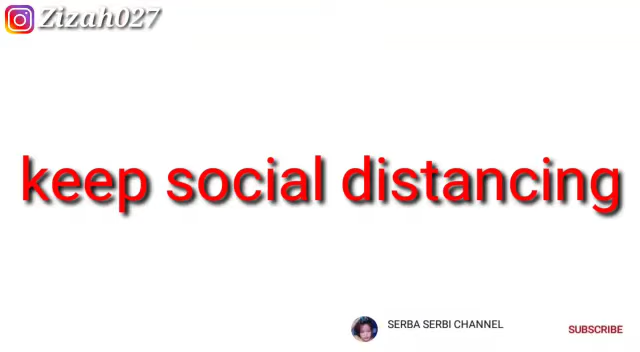 Zizah027
keep social distancing
SERBA SERBI CHANNEL
SUBSCRIBE